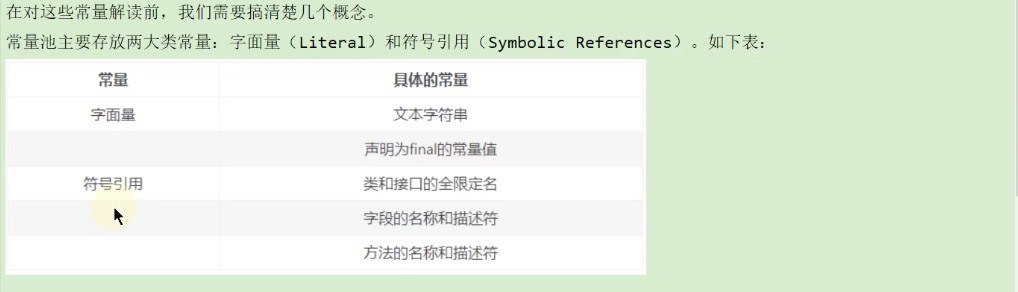 在对这些常量解读前，我们需要搞清楚几个概念。
常量池主要存放两大类常量：字面量（Literal）和符号引用（Symbolic References）。如下表：
常量 具体的常量
字面量 文本字符串
声明为final的常量值
符号引用 类和接口的全限定名
字段的名称和描述符
方法的名称和描述符